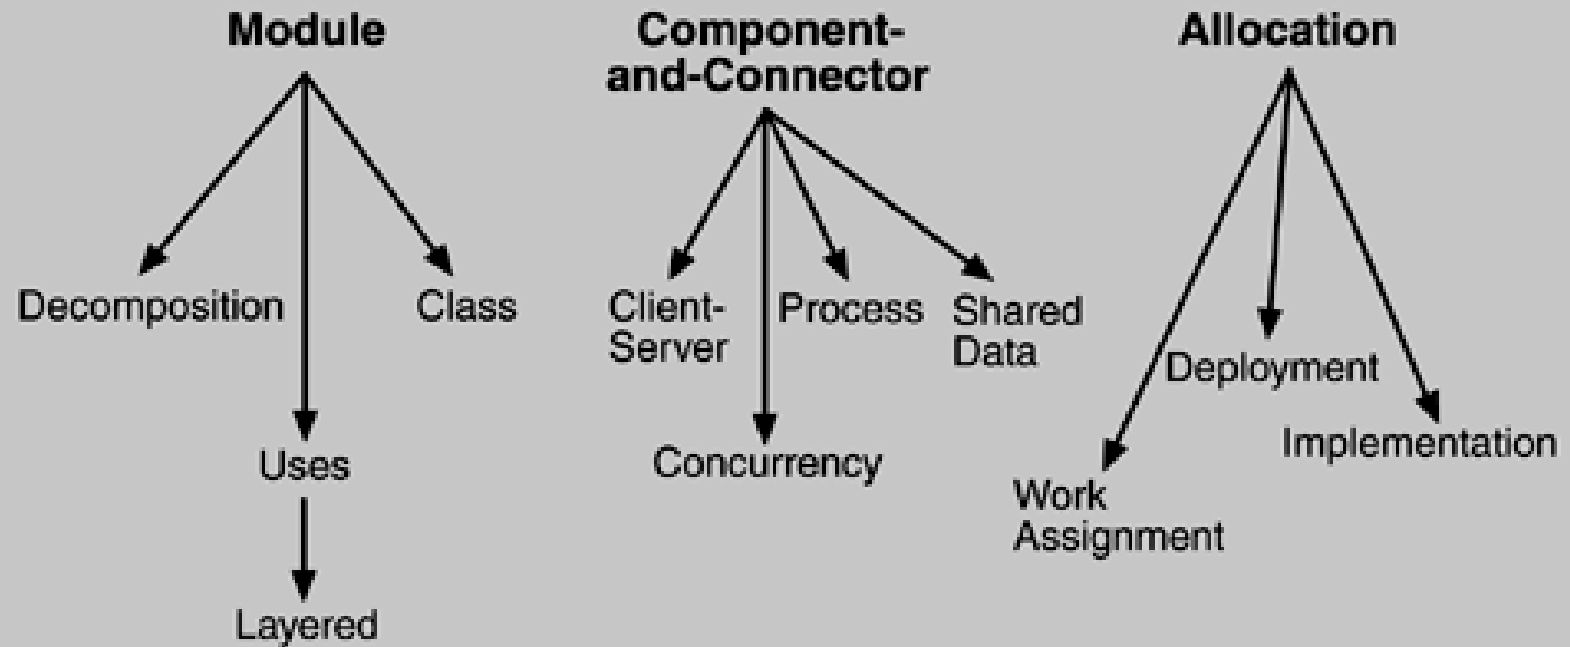 Module
Component-
and-Connector
Allocation
Decomposition
Class
Client-
Server
Process
Shared
Data
Deployment
Uses
Concurrency
Implementation
Work
Assignment
Layered